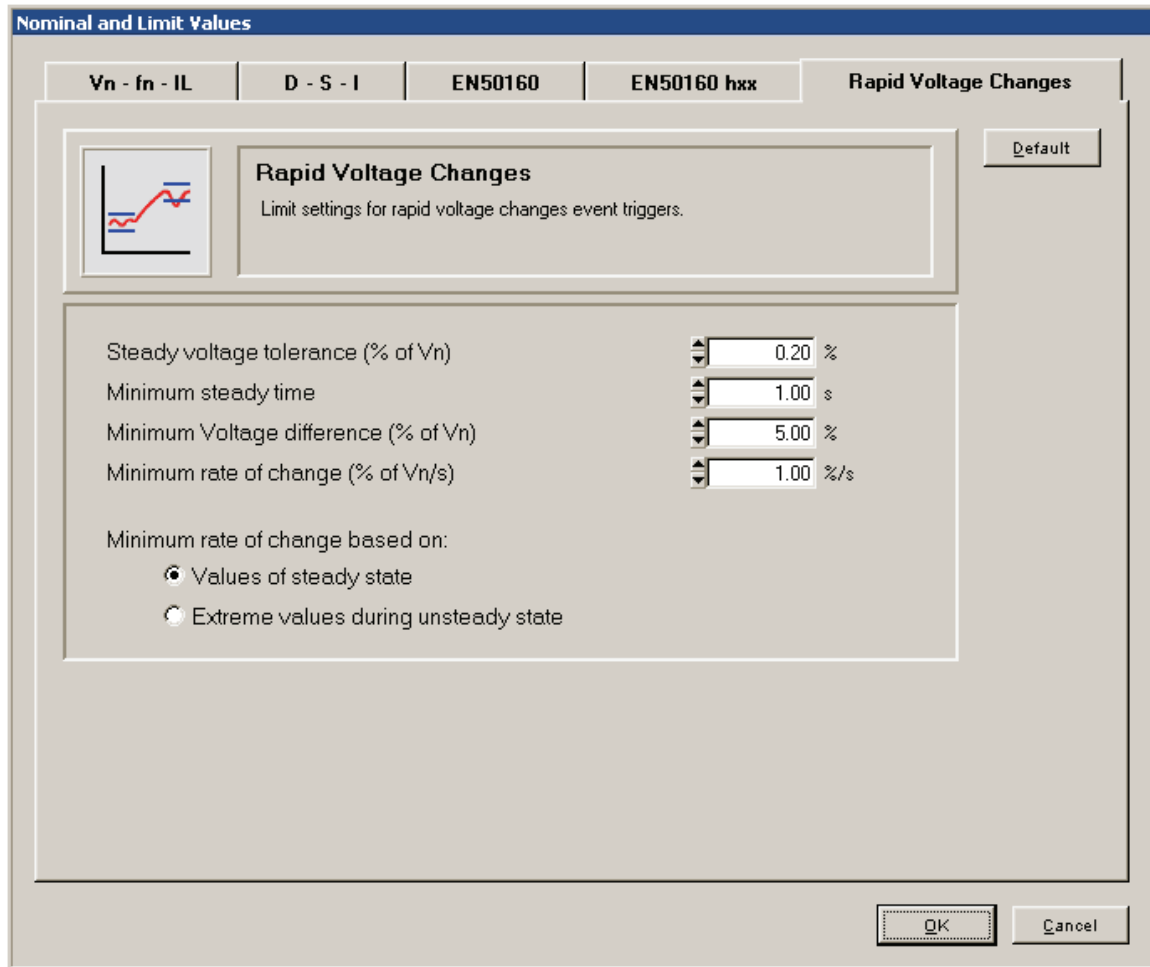 Nominal and Limit Values
Vn - fn - IL D - S - I EN50160 EN50160 hxx Rapid Voltage Changes
Default
Rapid Voltage Changes
Limit settings for rapid voltage changes event triggers.
Steady voltage tolerance (% of Vn) 0.20 %
Minimum steady time 1.00 s
Minimum Voltage difference (% of Vn) 5.00 %
Minimum rate of change (% of Vn/s) 1.00 %/s
Minimum rate of change based on:
Values of steady state
Extreme values during unsteady state
OK Cancel